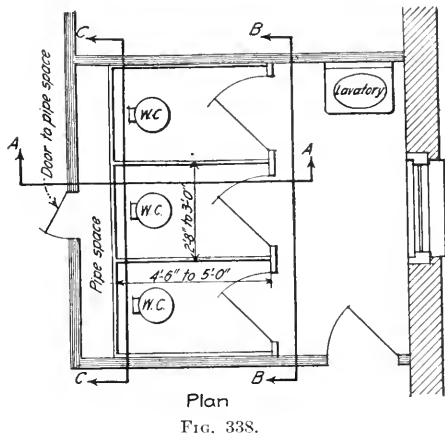 C
B
Door to pipe space
W.C
Lavatory
A
A
W.C.
2'-8" to 3'-0"
Pipe space
4'-6" to 5'-0"
W.C.
C
B
Plan
FIG. 338.